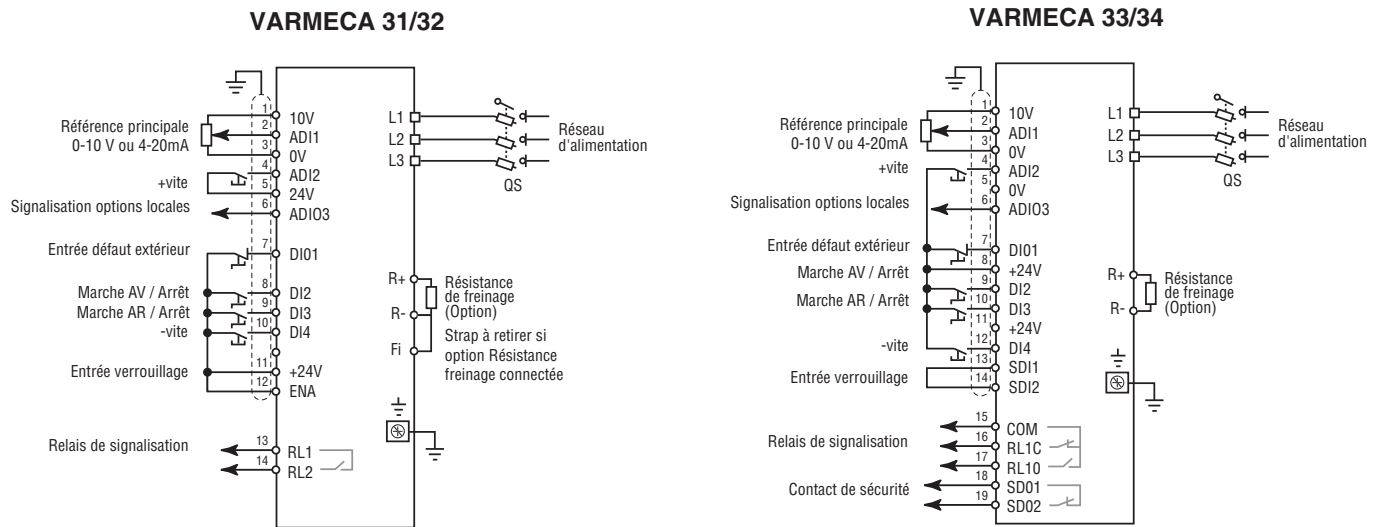 VARMECA 31/32
1
10V
Référence principale
0-10 V ou 4-20mA
2
ADI1
3
0V
4
ADI2
+vite
5
24V
Signalisation options locales
6
ADIO3
Entrée défaut extérieur
7
DI01
Marche AV / Arrêt
8
DI2
Marche AR / Arrêt
9
DI3
-vite
10
DI4
Entrée verrouillage
11
+24V
12
ENA
Relais de signalisation
13
RL1
14
RL2
L1
L2
L3
QS
Réseau
d'alimentation
R+
R-
Fi
Résistance
de freinage
(Option)
Strap à retirer si
option Résistance
freinage connectée
VARMECA 33/34
1
10V
Référence principale
0-10 V ou 4-20mA
2
ADI1
3
0V
+vite
4
ADI2
5
0V
Signalisation options locales
6
ADIO3
Entrée défaut extérieur
7
DI01
Marche AV / Arrêt
8
+24V
9
DI2
Marche AR / Arrêt
10
DI3
11
+24V
-vite
12
DI4
13
SDI1
Entrée verrouillage
14
SDI2
15
COM
Relais de signalisation
16
RL1C
17
RL10
Contact de sécurité
18
SD01
19
SD02
L1
L2
L3
QS
Réseau
d'alimentation
R+
R-
Résistance
de freinage
(Option)